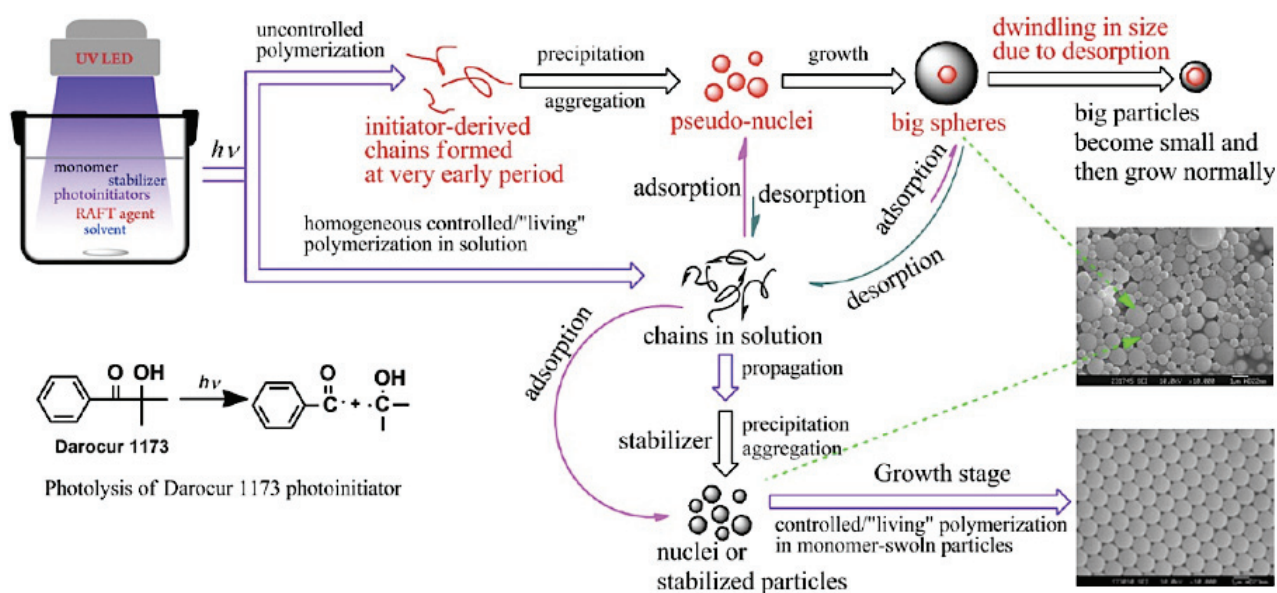 UV LED
monomer
stabilizer
photoinitiators
RAFT agent
solvent
hν
uncontrolled
polymerization
initiator-derived
chains formed
at very early period
precipitation
aggregation
pseudo-nuclei
growth
big spheres
dwindling in size
due to desorption
big particles
become small and
then grow normally
homogeneous controlled/"living"
polymerization in solution
adsorption
desorption
adsorption
desorption
chains in solution
adsorption
propagation
stabilizer
precipitation
aggregation
nuclei or
stabilized particles
Growth stage
controlled/"living" polymerization
in monomer-swoln particles
O
OH
hν
O
C·
+
OH
·C
Darocur 1173
Photolysis of Darocur 1173 photoinitiator